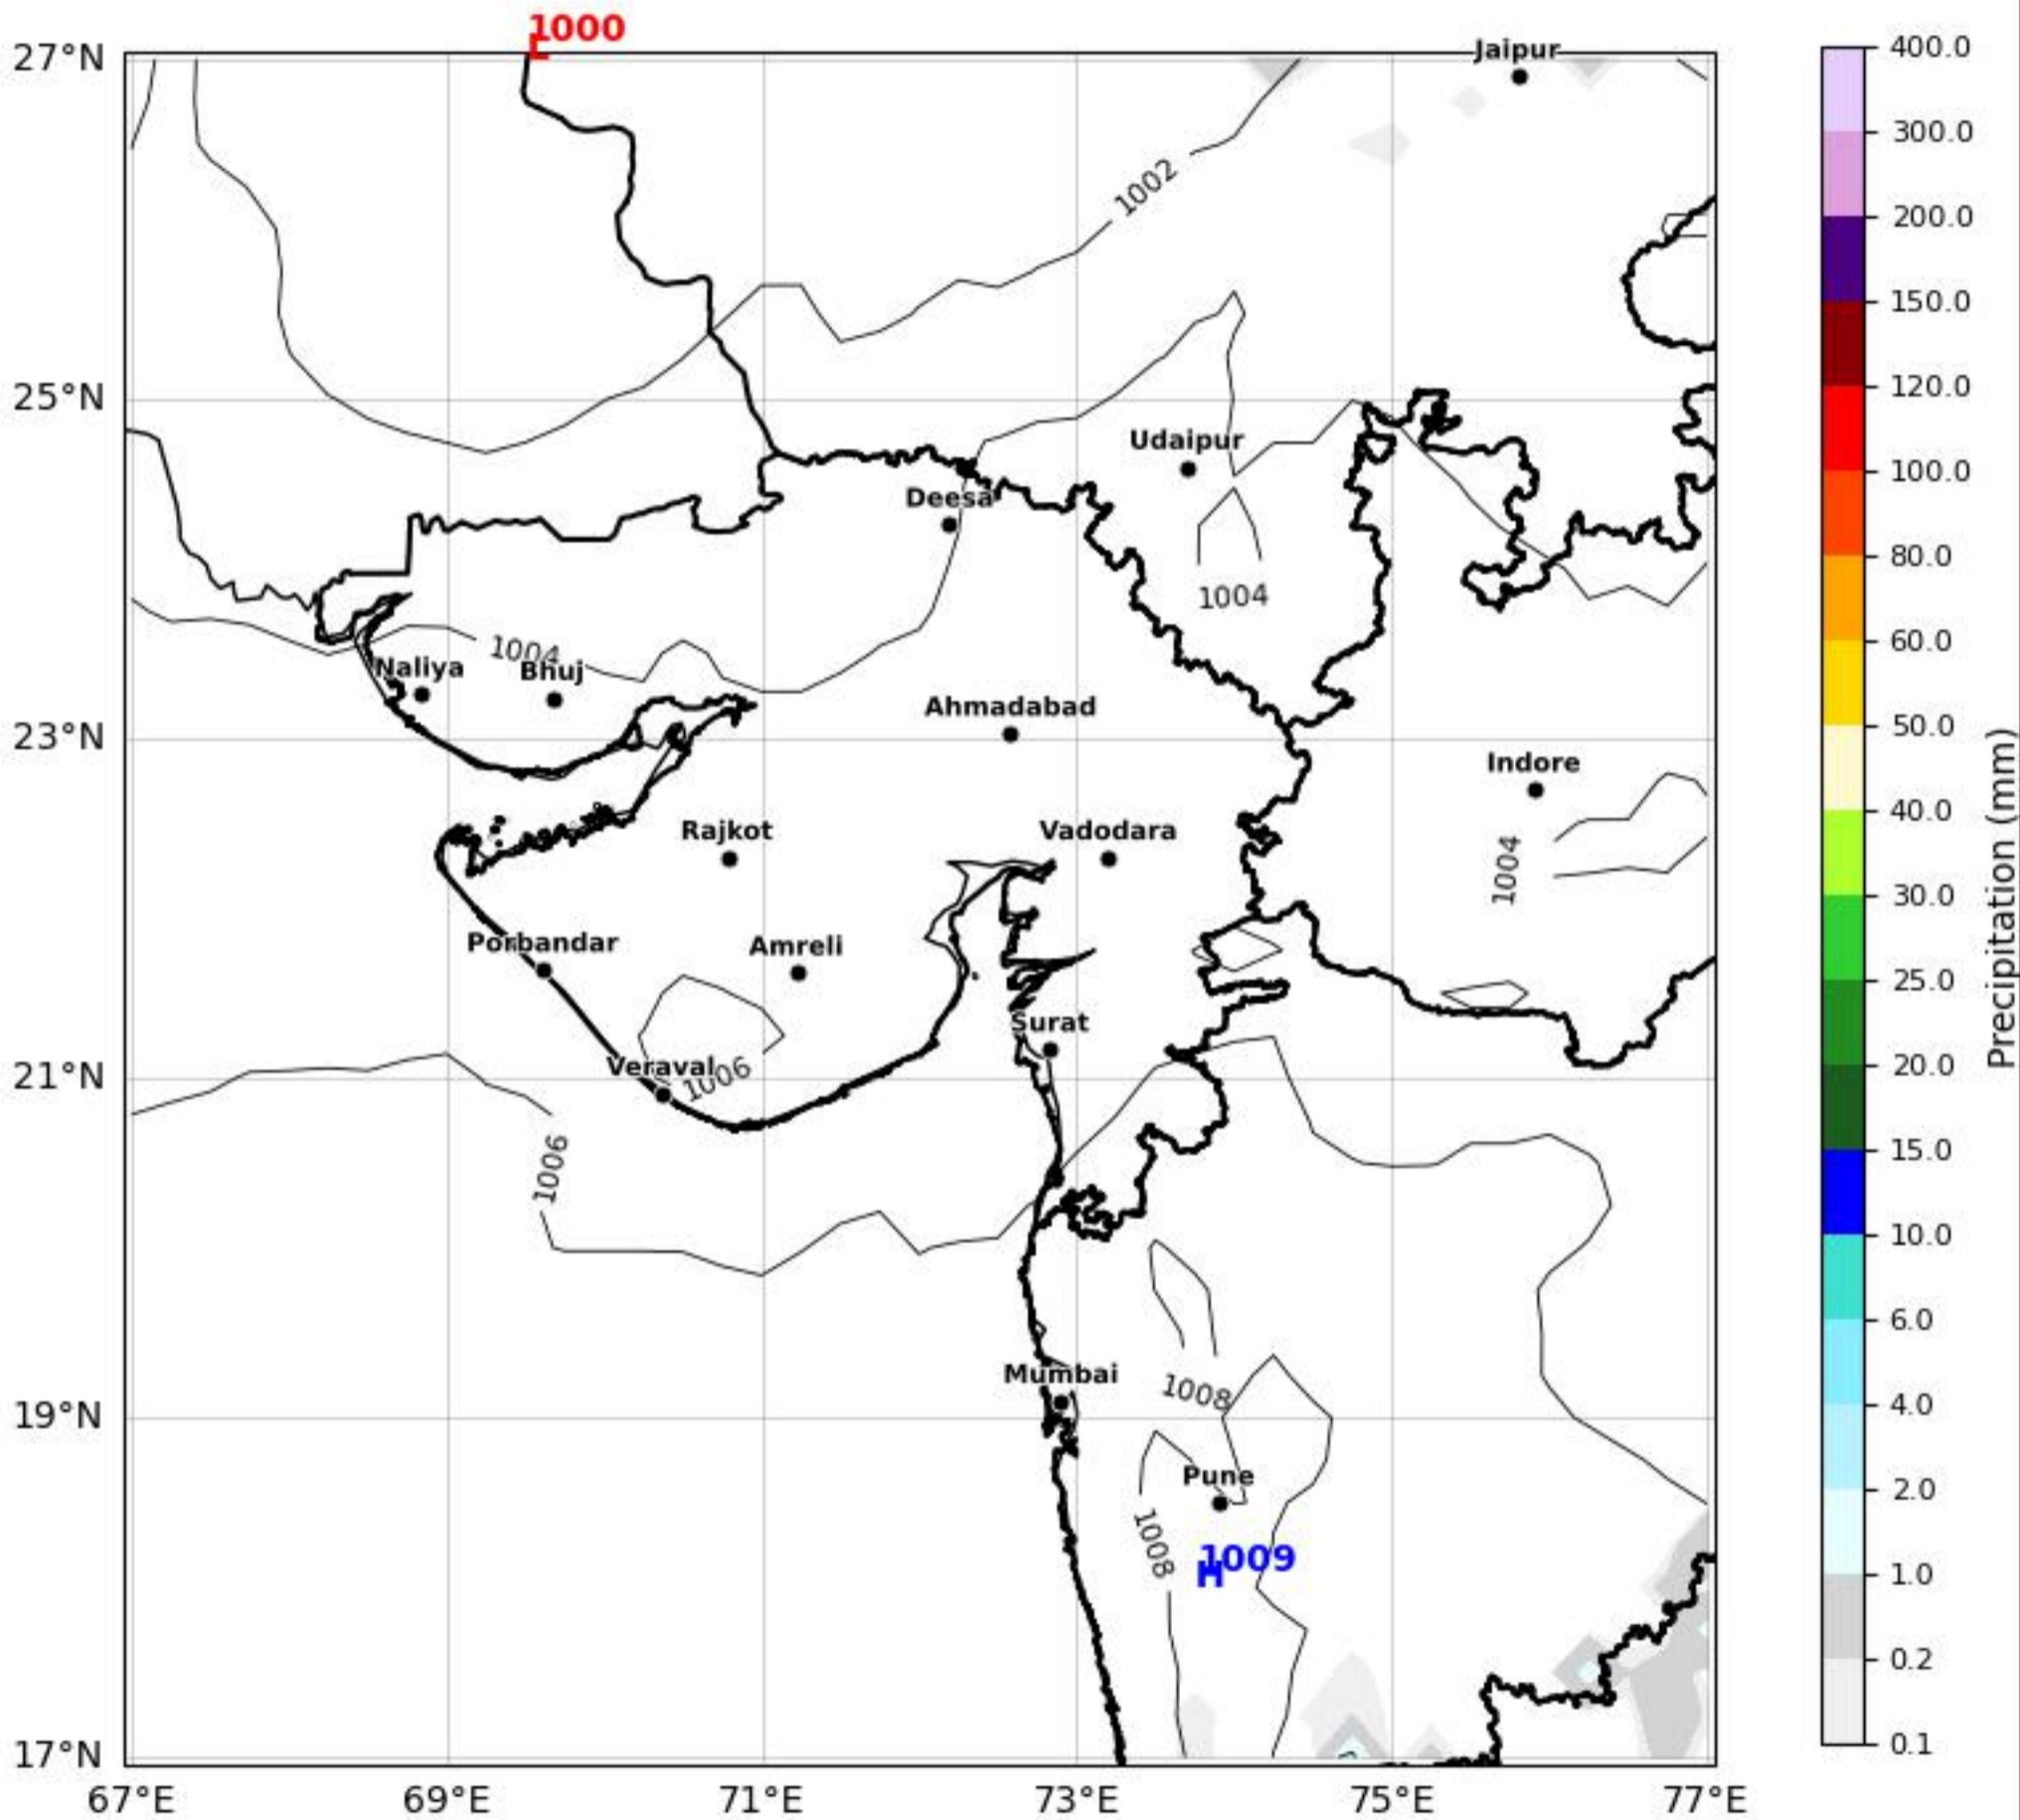 1000
L
27°N
25°N
23°N
21°N
19°N
17°N
67°E
69°E
71°E
73°E
75°E
77°E
Jaipur
1002
Udaipur
Deesa
1004
1004
Naliya
Bhuj
Ahmadabad
Indore
Rajkot
Vadodara
1004
Porbandar
Amreli
Surat
Veraval
1006
1006
Mumbai
1008
Pune
1008
1009
H
400.0
300.0
200.0
150.0
120.0
100.0
80.0
60.0
50.0
40.0
30.0
25.0
20.0
15.0
10.0
6.0
4.0
2.0
1.0
0.2
0.1
Precipitation (mm)